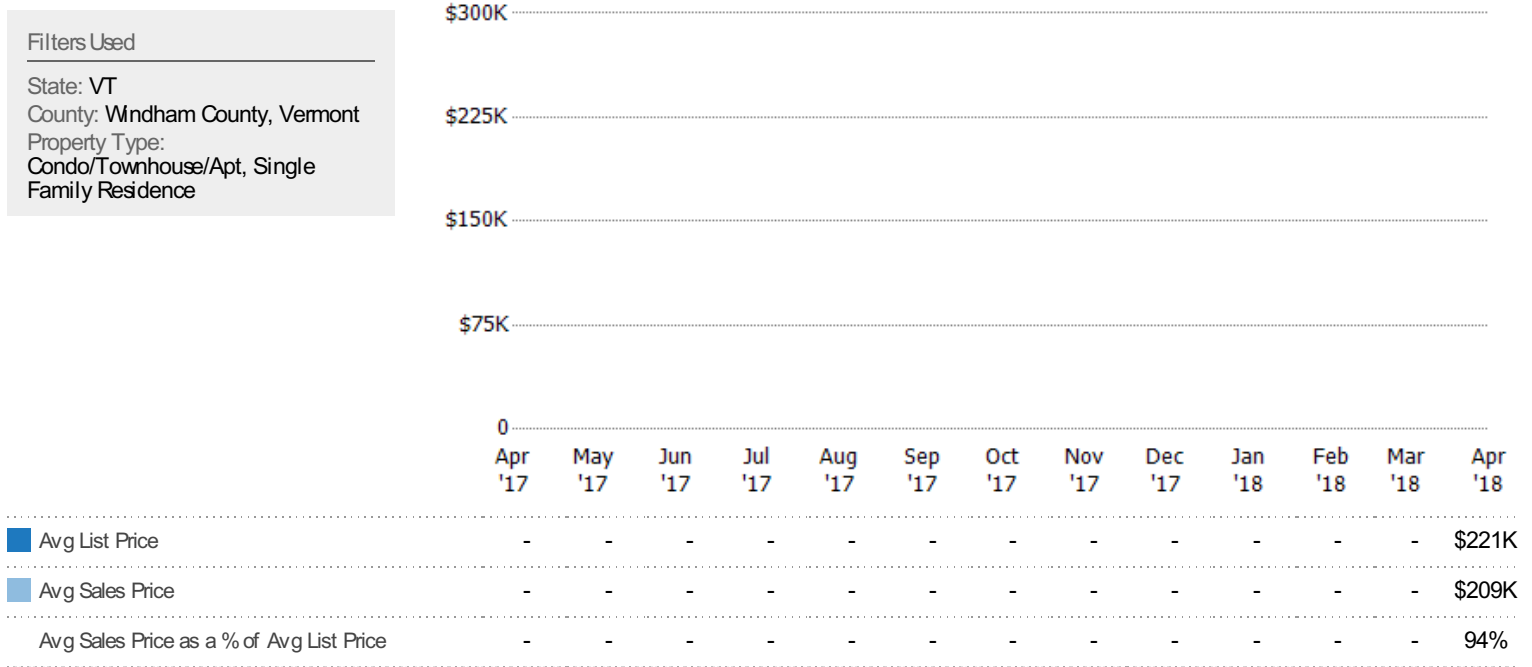 Filters Used
State: VT
County: Windham County, Vermont
Property Type:
Condo/Townhouse/Apt, Single
Family Residence
$300K
$225K
$150K
$75K
0
Apr May Jun Jul Aug Sep Oct Nov Dec Jan Feb Mar Apr
'17 '17 '17 '17 '17 '17 '17 '17 '17 '18 '18 '18 '18
Avg List Price - - - - - - - - - - - - $221K
Avg Sales Price - - - - - - - - - - - - $209K
Avg Sales Price as a % of Avg List Price - - - - - - - - - - - - 94%